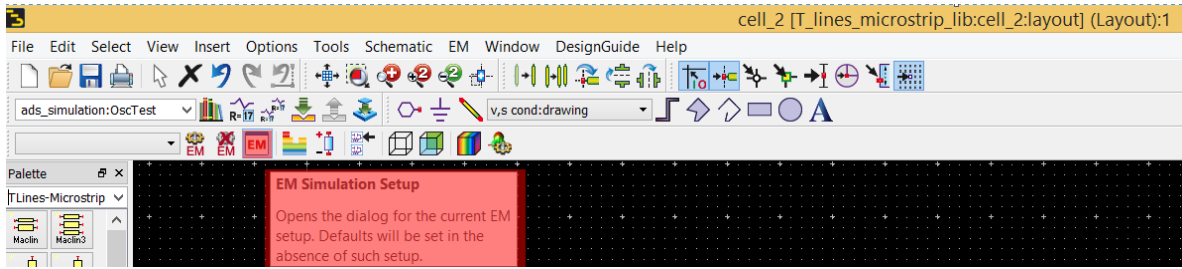 cell_2 [T_lines_microstrip_lib:cell_2:layout] (Layout):1
File Edit Select View Insert Options Tools Schematic EM Window DesignGuide Help
ads_simulation:OscTest
v,s cond:drawing
EM EM EM
Palette
TLines-Microstrip
EM Simulation Setup
Opens the dialog for the current EM
setup. Defaults will be set in the
absence of such setup.
Maclin Maclin3